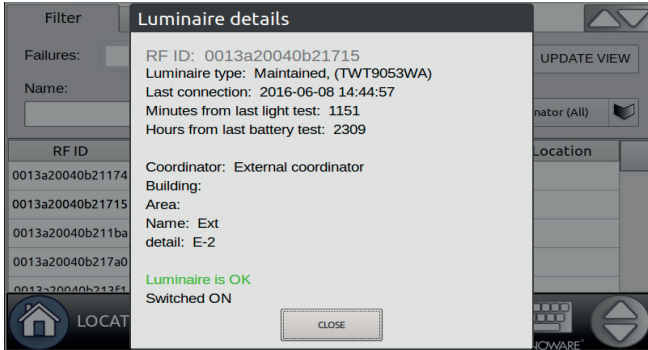 Filter
Luminaire details
Failures:
UPDATE VIEW
Name:
nator (All)
RF ID
Location
0013a20040b21174
0013a20040b21715
0013a20040b211ba
0013a20040b217a0
0013a20040b213f1
RF ID: 0013a20040b21715
Luminaire type: Maintained, (TWT9053WA)
Last connection: 2016-06-08 14:44:57
Minutes from last light test: 1151
Hours from last battery test: 2309
Coordinator: External coordinator
Building:
Area:
Name: Ext
detail: E-2
Luminaire is OK
Switched ON
CLOSE
LOCAT
NOWARE